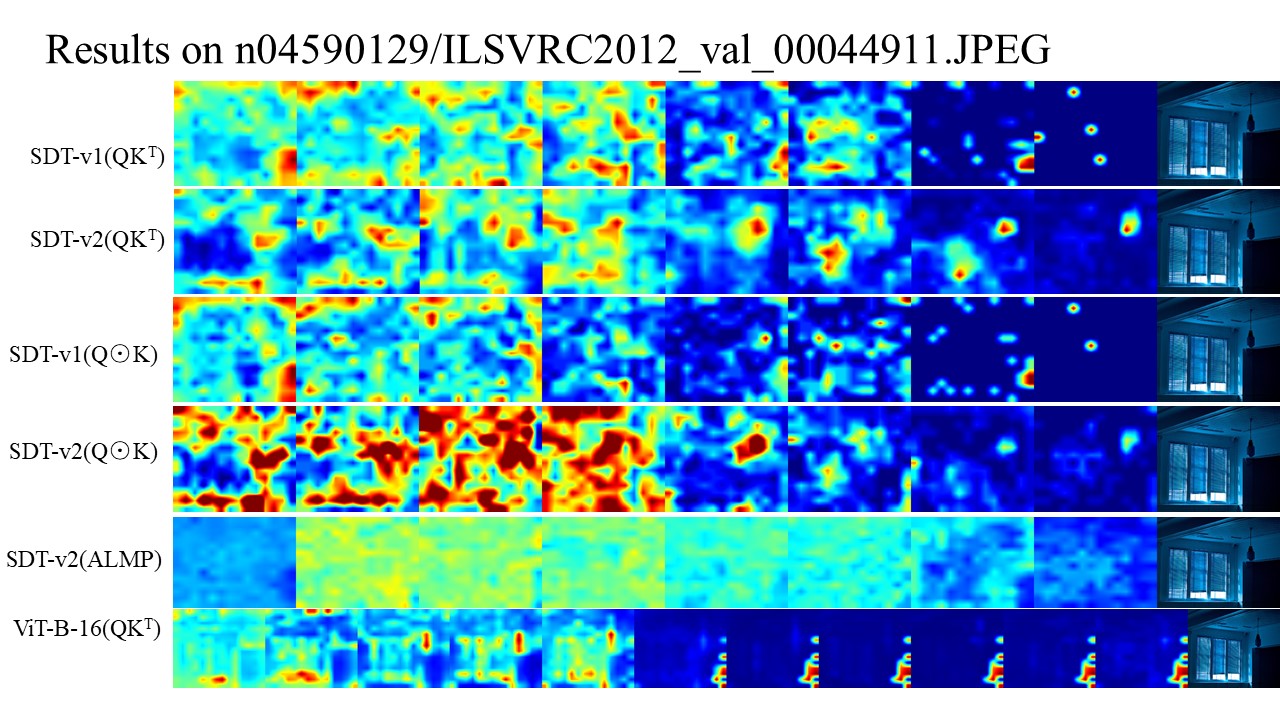 Results on n04590129/ILSVRC2012_val_00044911.JPEG
SDT-v1(QKᵀ)
SDT-v2(QKᵀ)
SDT-v1(Q⊙K)
SDT-v2(Q⊙K)
SDT-v2(ALMP)
ViT-B-16(QKᵀ)